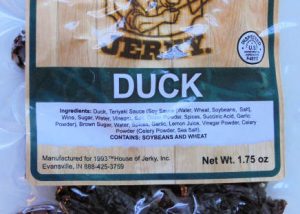 JERKY
DUCK
Ingredients: Duck, Teriyaki Sauce (Soy Sauce (Water, Wheat, Soybeans, Salt),
Wine, Sugar, Water, Vinegar, Salt, Onion Powder, Spices, Succinic Acid, Garlic
Powder), Brown Sugar, Water, Spices, Garlic, Lemon Juice, Vinegar Powder, Celery
Powder (Celery Powder, Sea Salt).
CONTAINS: SOYBEANS AND WHEAT
Manufactured for 1993 House of Jerky, Inc.
Evansville, IN 888-425-3759
Net Wt. 1.75 oz